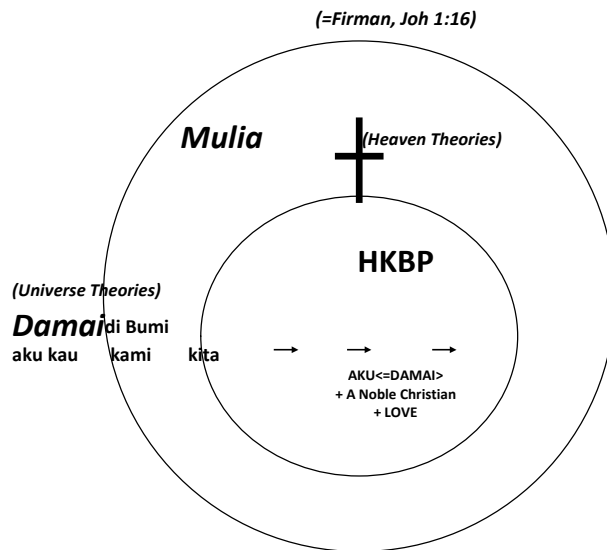 (=Firman, Joh 1:16)
Mulia
(Heaven Theories)
HKBP
(Universe Theories)
Damai di Bumi
aku kau kami kita
AKU<=DAMAI>
+ A Noble Christian
+ LOVE